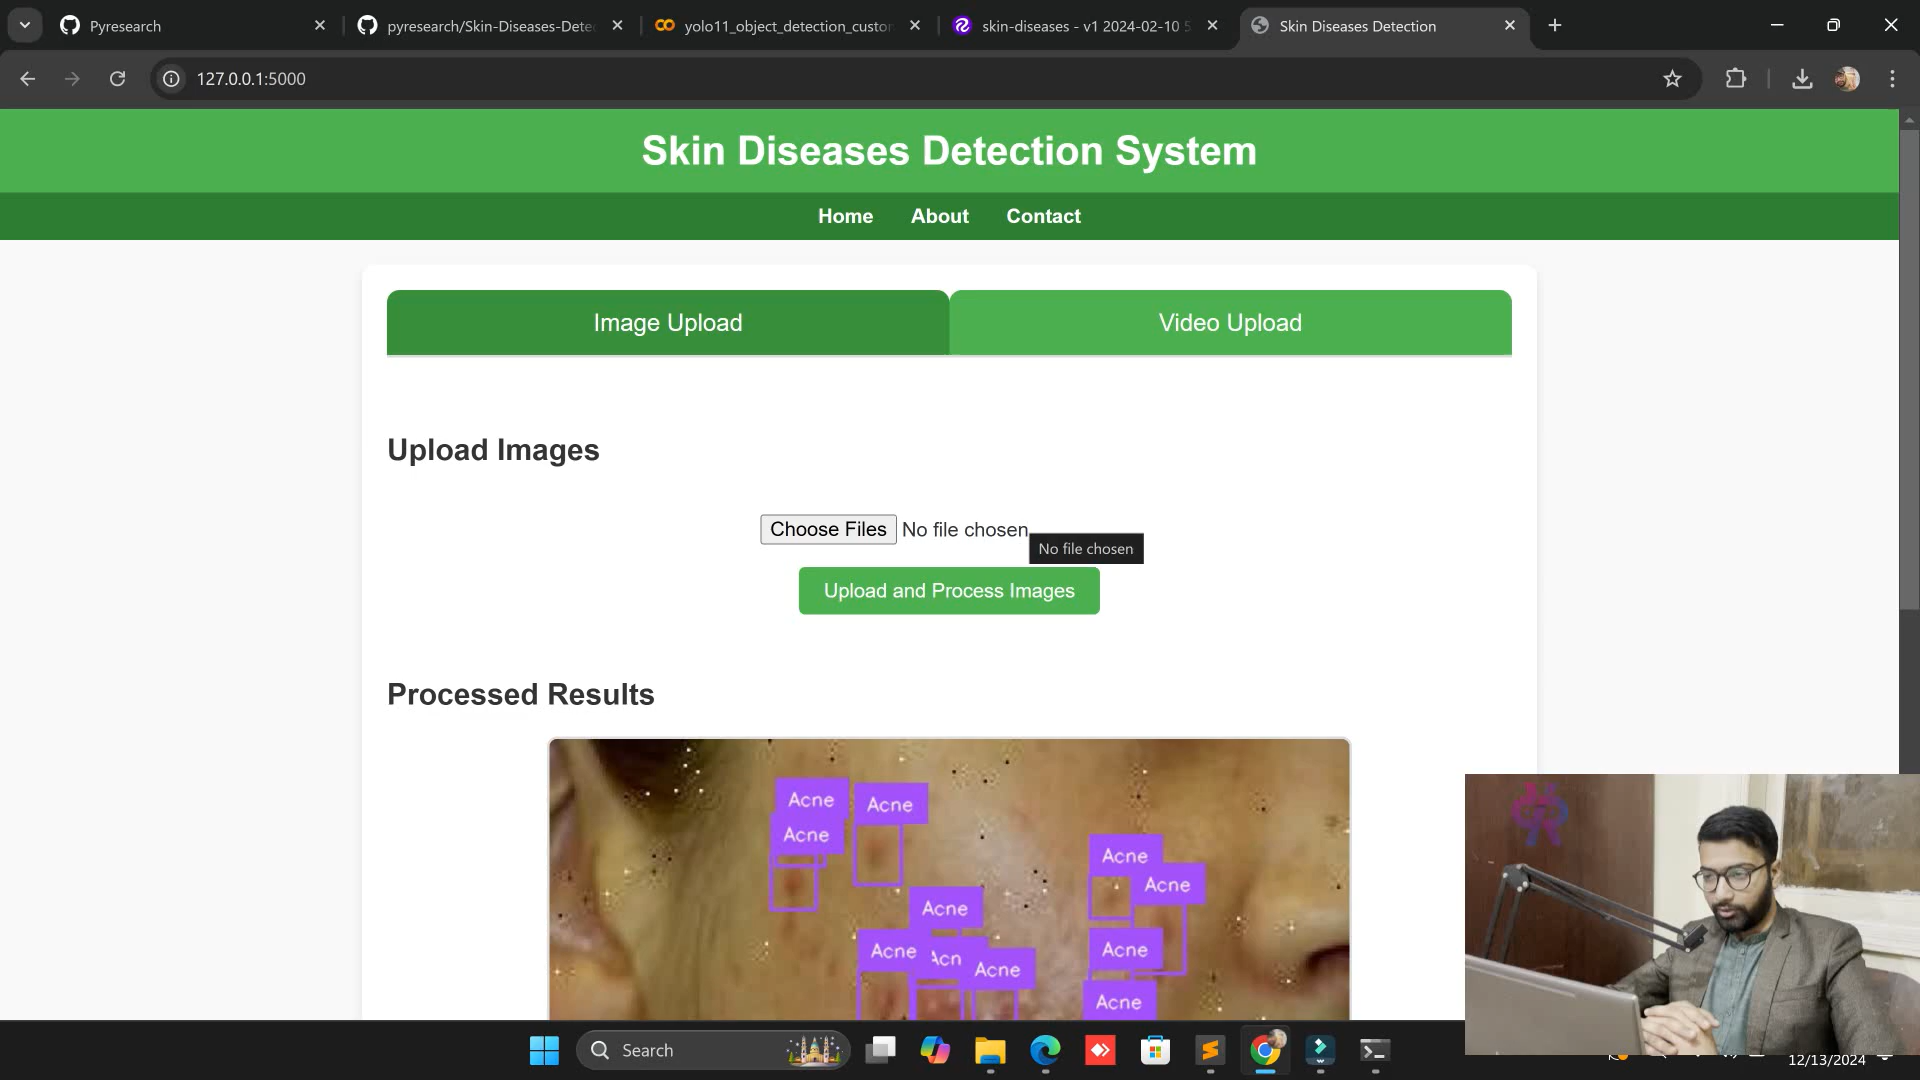 Pyresearch
pyresearch/Skin-Diseases-Dete
yolo11_object_detection_custor
skin-diseases - v1 2024-02-10 5
Skin Diseases Detection
127.0.0.1:5000
Skin Diseases Detection System
Home About Contact
Image Upload Video Upload
Upload Images
Choose Files No file chosen
No file chosen
Upload and Process Images
Processed Results
Acne
Acne
Acne
Acne
Acne
Acne
Acne
Acn
Acne
Acne
Acne
Search
12/13/2024